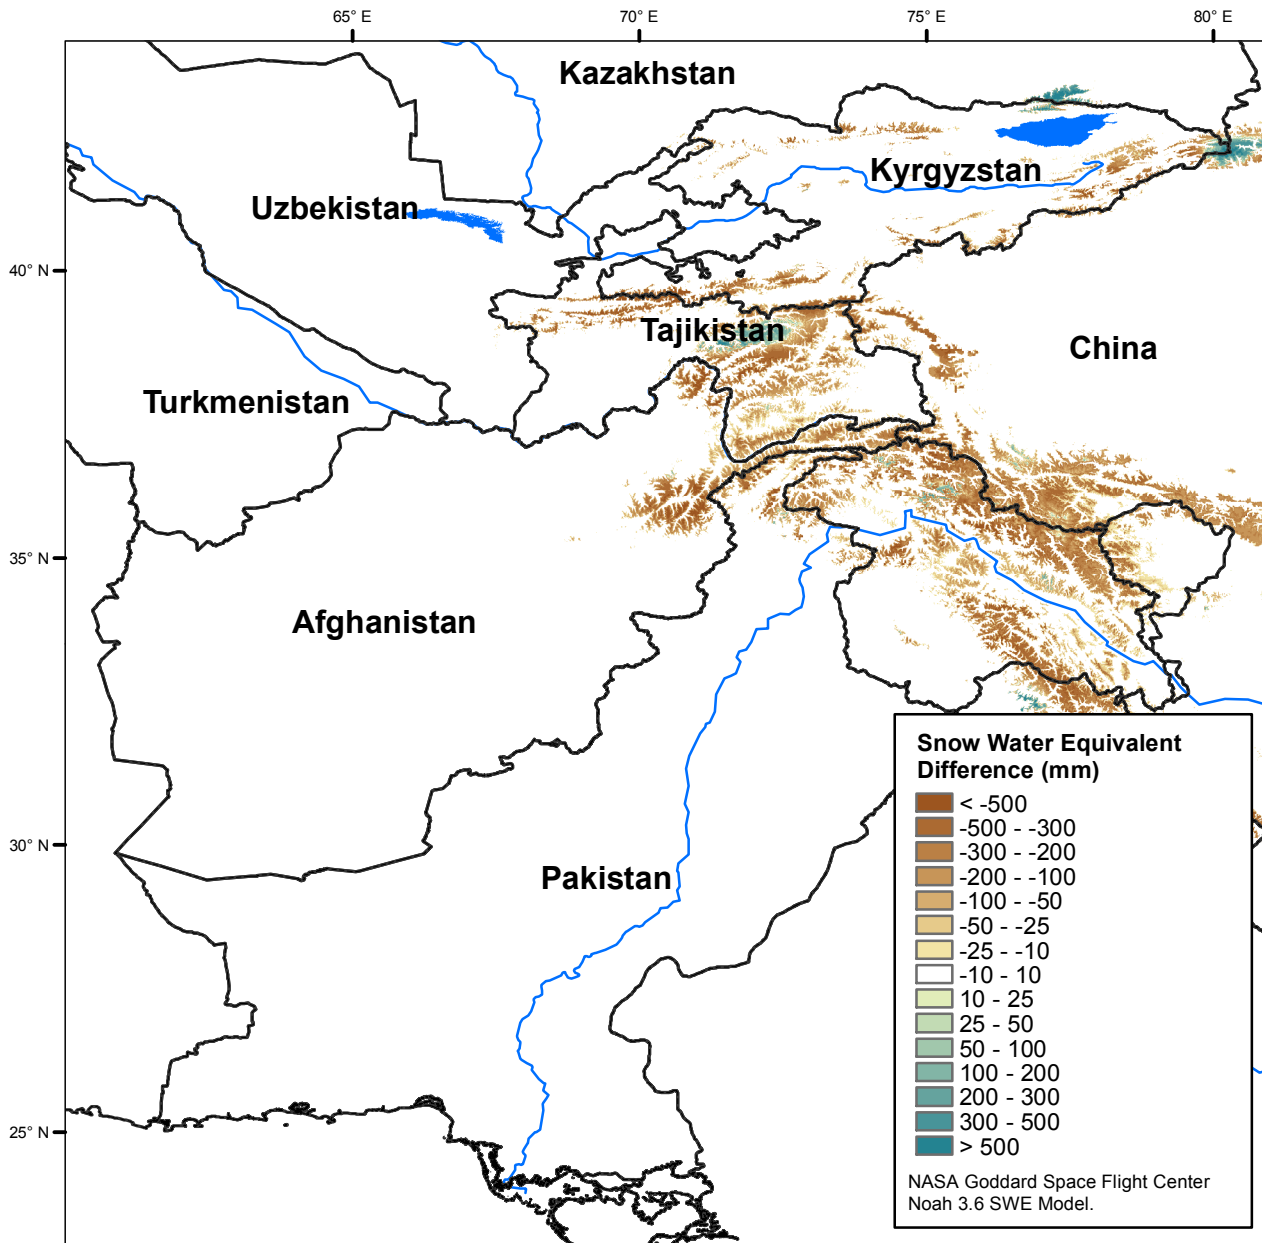 65° E
70° E
75° E
80° E
Kazakhstan
Kyrgyzstan
Uzbekistan
40° N
Tajikistan
China
Turkmenistan
35° N
Afghanistan
30° N
Pakistan
25° N
Snow Water Equivalent
Difference (mm)
< -500
-500 - -300
-300 - -200
-200 - -100
-100 - -50
-50 - -25
-25 - -10
-10 - 10
10 - 25
25 - 50
50 - 100
100 - 200
200 - 300
300 - 500
> 500
NASA Goddard Space Flight Center
Noah 3.6 SWE Model.